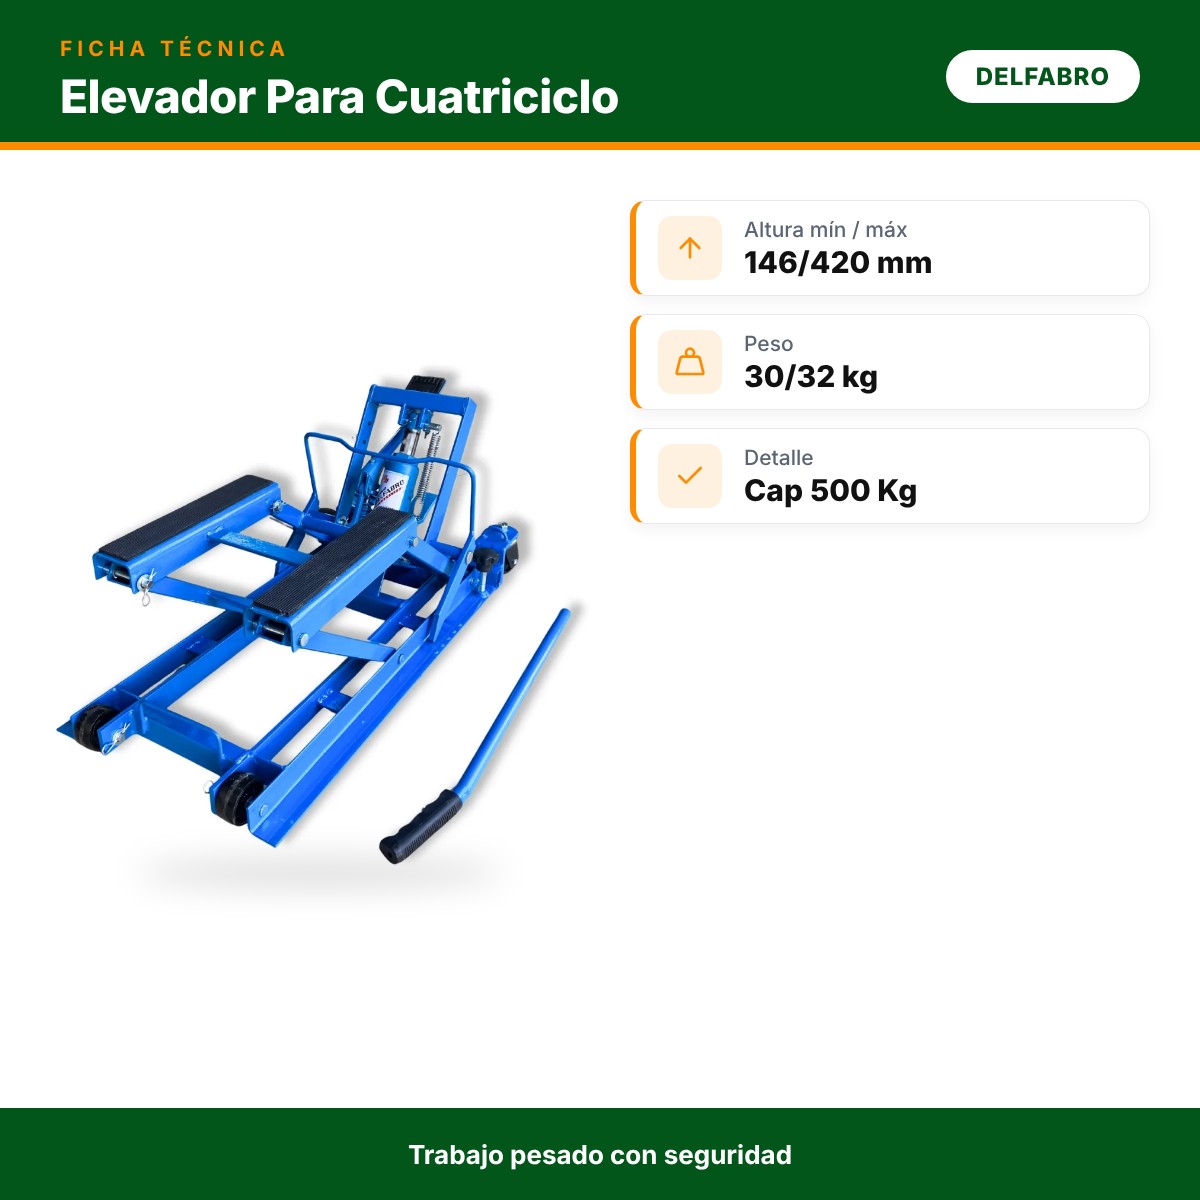 FICHA TÉCNICA
Elevador Para Cuatriciclo
DELFABRO
Altura mín / máx
146/420 mm
Peso
30/32 kg
Detalle
Cap 500 Kg
Trabajo pesado con seguridad